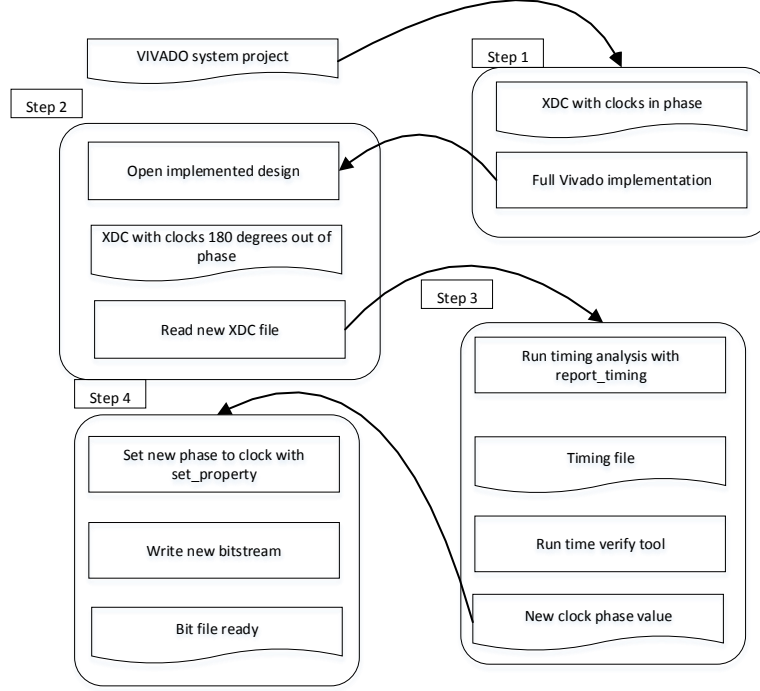 VIVADO system project
Step 1
XDC with clocks in phase
Full Vivado implementation
Step 2
Open implemented design
XDC with clocks 180 degrees out of
phase
Read new XDC file
Step 3
Run timing analysis with
report_timing
Timing file
Run time verify tool
New clock phase value
Step 4
Set new phase to clock with
set_property
Write new bitstream
Bit file ready